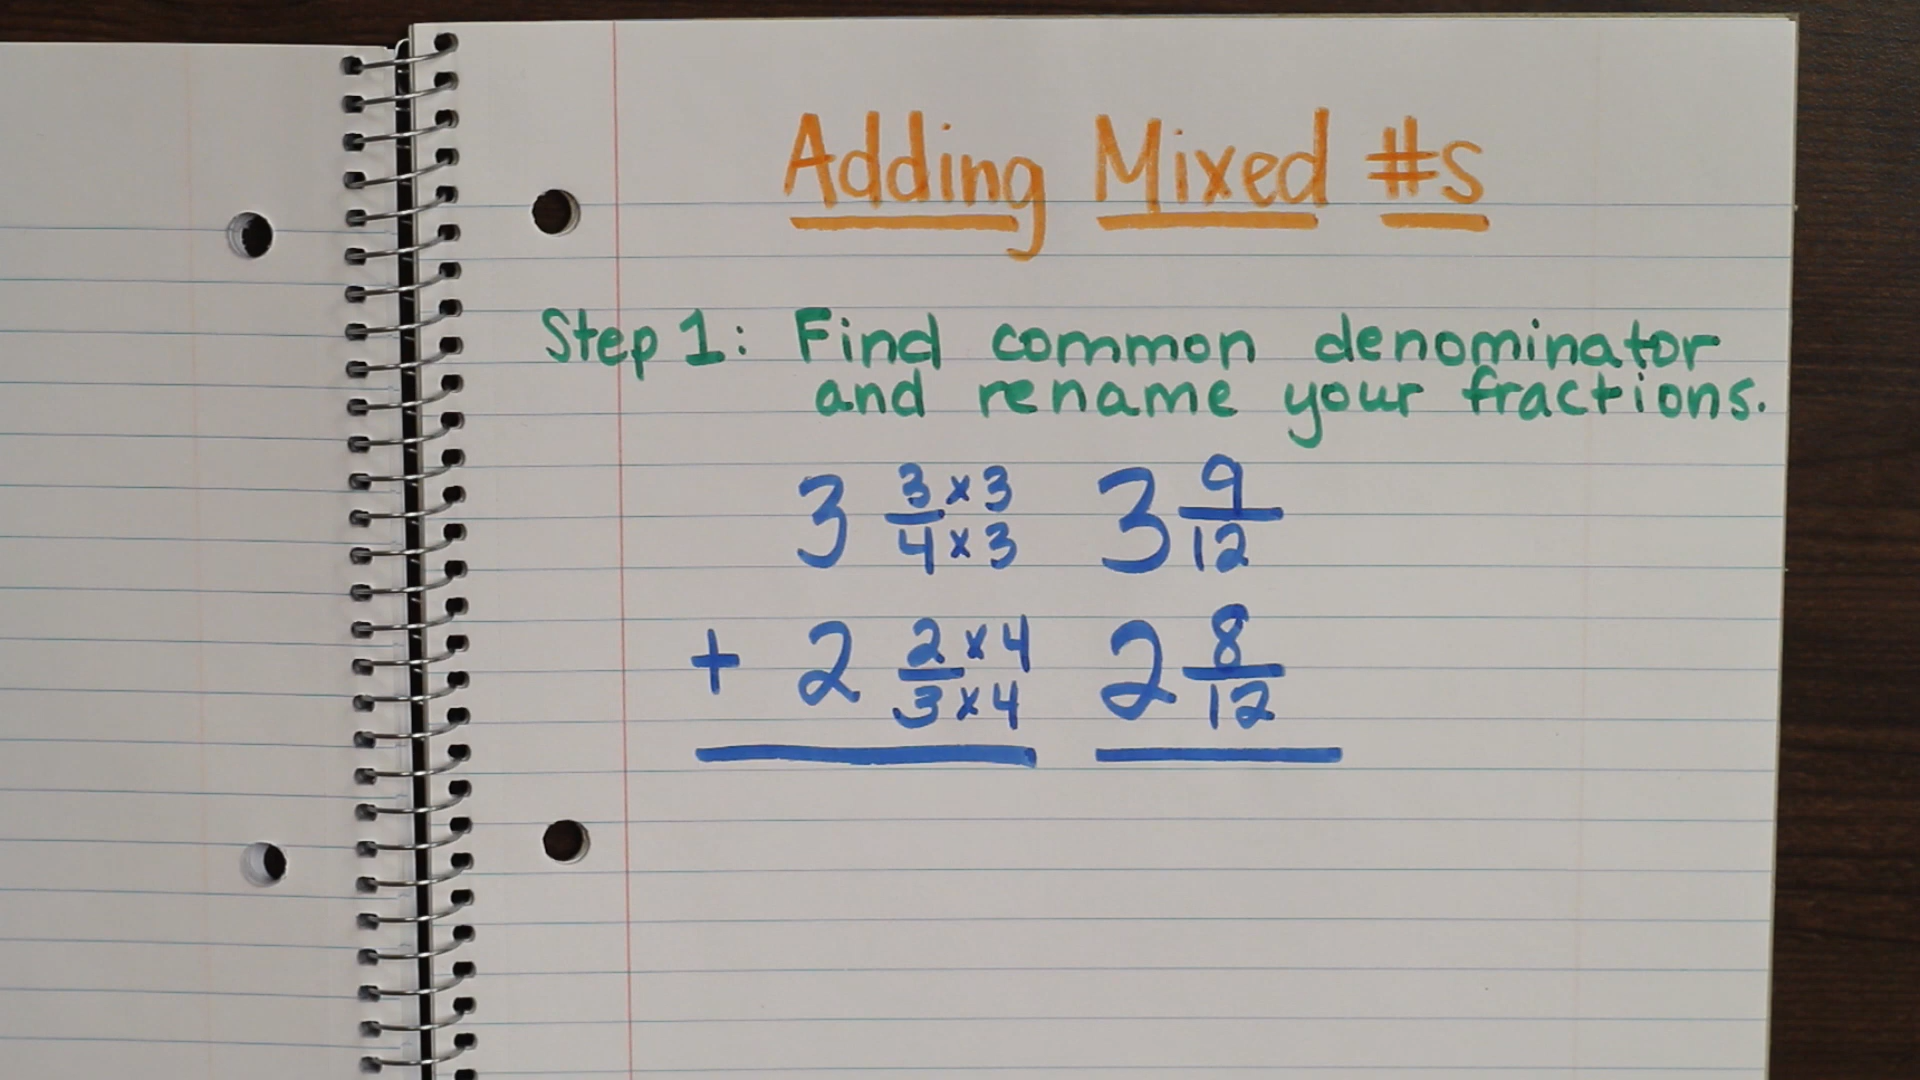 Adding Mixed #s
Step 1: Find common denominator
and rename your fractions.
3 3/4 × 3/× 3 3 9/12
+ 2 2/3 × 4/× 4 2 8/12